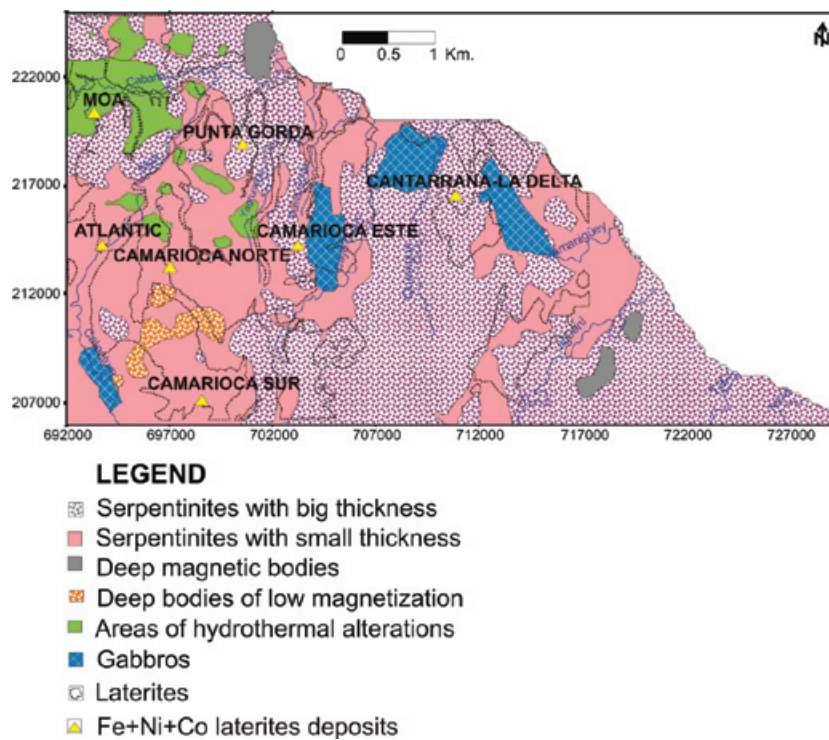 0 0.5 1 Km.
N
222000
MOA
PUNTA GORDA
217000
CANTARRANA-LA DELTA
ATLANTIC
CAMARIOCA ESTE
CAMARIOCA NORTE
212000
CAMARIOCA SUR
207000
692000 697000 702000 707000 712000 717000 722000 727000
LEGEND
Serpentinites with big thickness
Serpentinites with small thickness
Deep magnetic bodies
Deep bodies of low magnetization
Areas of hydrothermal alterations
Gabbros
Laterites
Fe+Ni+Co laterites deposits